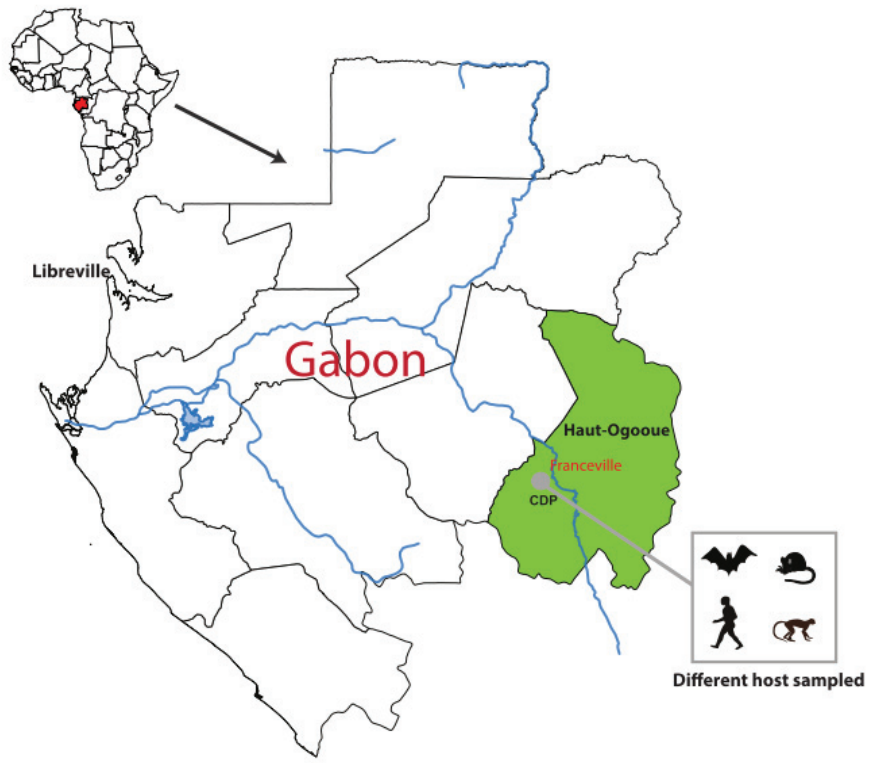 Libreville
Gabon
Haut-Ogooue
Franceville
CDP
Different host sampled